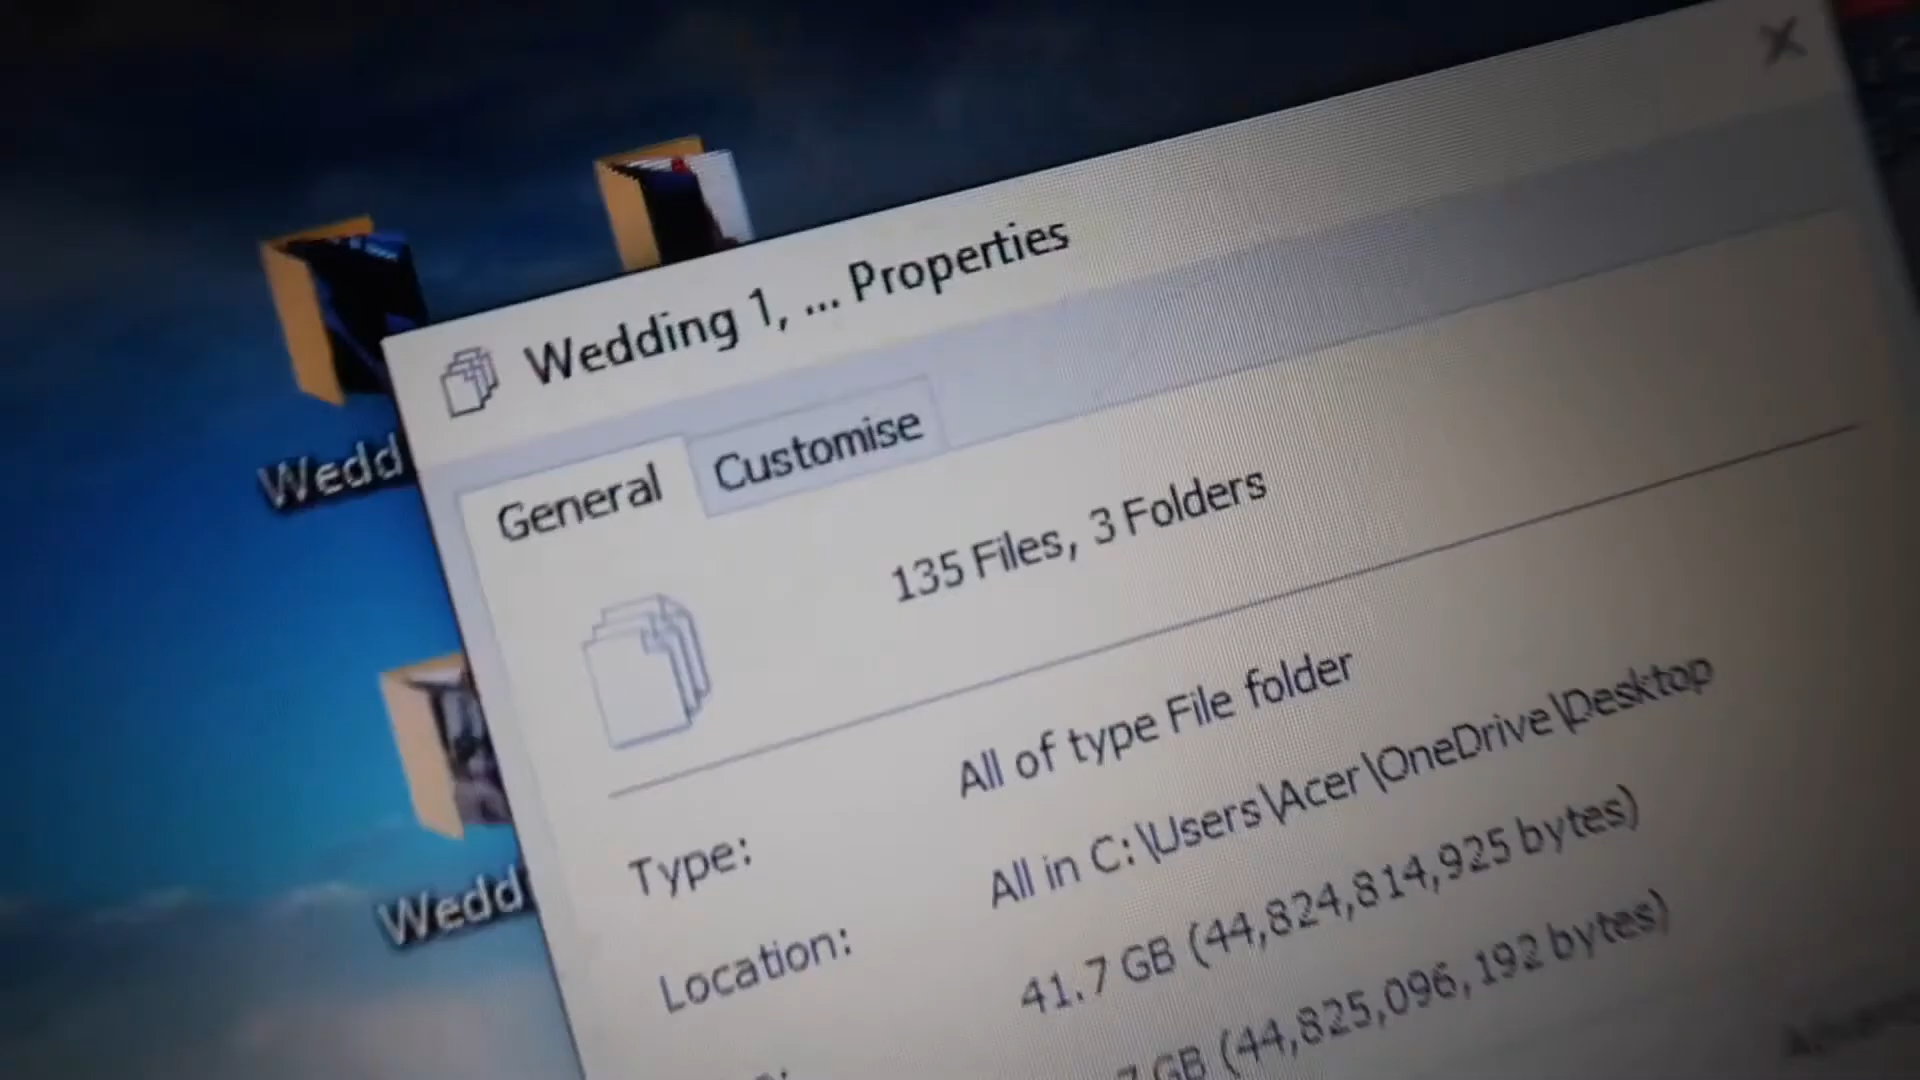 Wedding 1, ... Properties
General
Customise
135 Files, 3 Folders
Type:
All of type File folder
Location:
All in C:\Users\Acer\OneDrive\Desktop
41.7 GB (44,824,814,925 bytes)
7 GB (44,825,096,192 bytes)
Wedd
Wedd